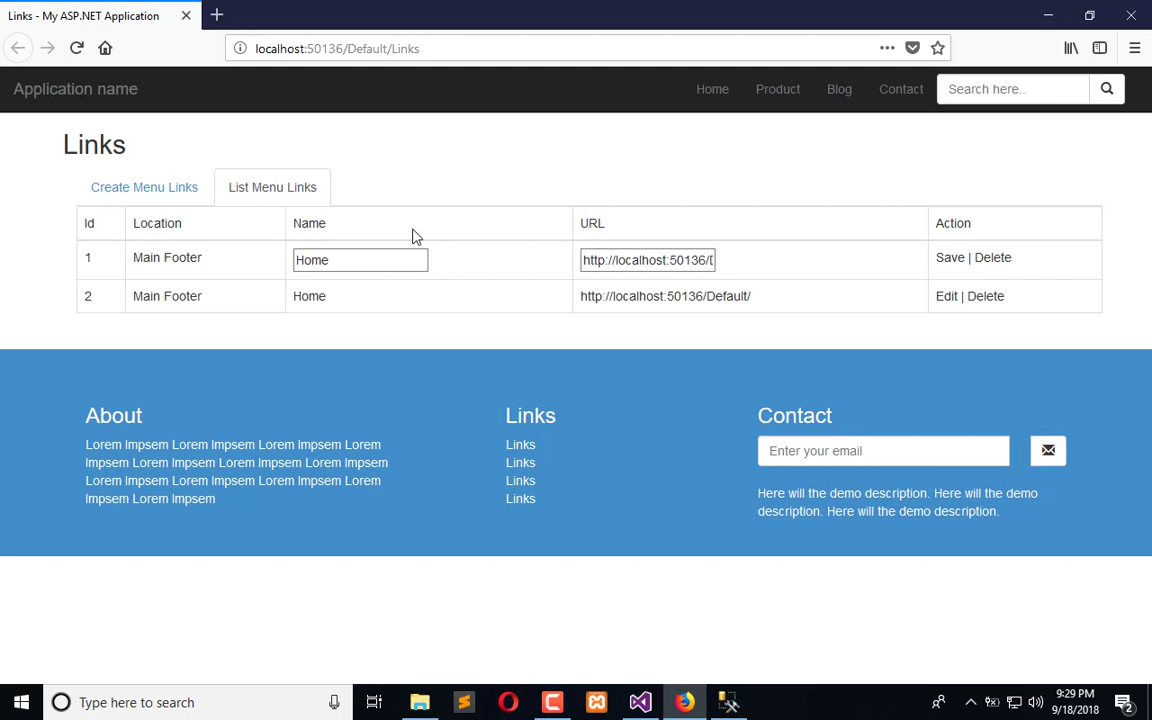 Links - My ASP.NET Application
localhost:50136/Default/Links
Application name
Home
Product
Blog
Contact
Search here..
Links
Create Menu Links
List Menu Links
Id Location Name URL Action
1 Main Footer Home http://localhost:50136/D Save | Delete
2 Main Footer Home http://localhost:50136/Default/ Edit | Delete
About
Lorem Impsem Lorem Impsem Lorem Impsem Lorem
Impsem Lorem Impsem Lorem Impsem Lorem Impsem
Lorem Impsem Lorem Impsem Lorem Impsem Lorem
Impsem Lorem Impsem
Links
Links
Links
Links
Links
Contact
Enter your email
Here will the demo description. Here will the demo
description. Here will the demo description.
Type here to search
9:29 PM
9/18/2018
2